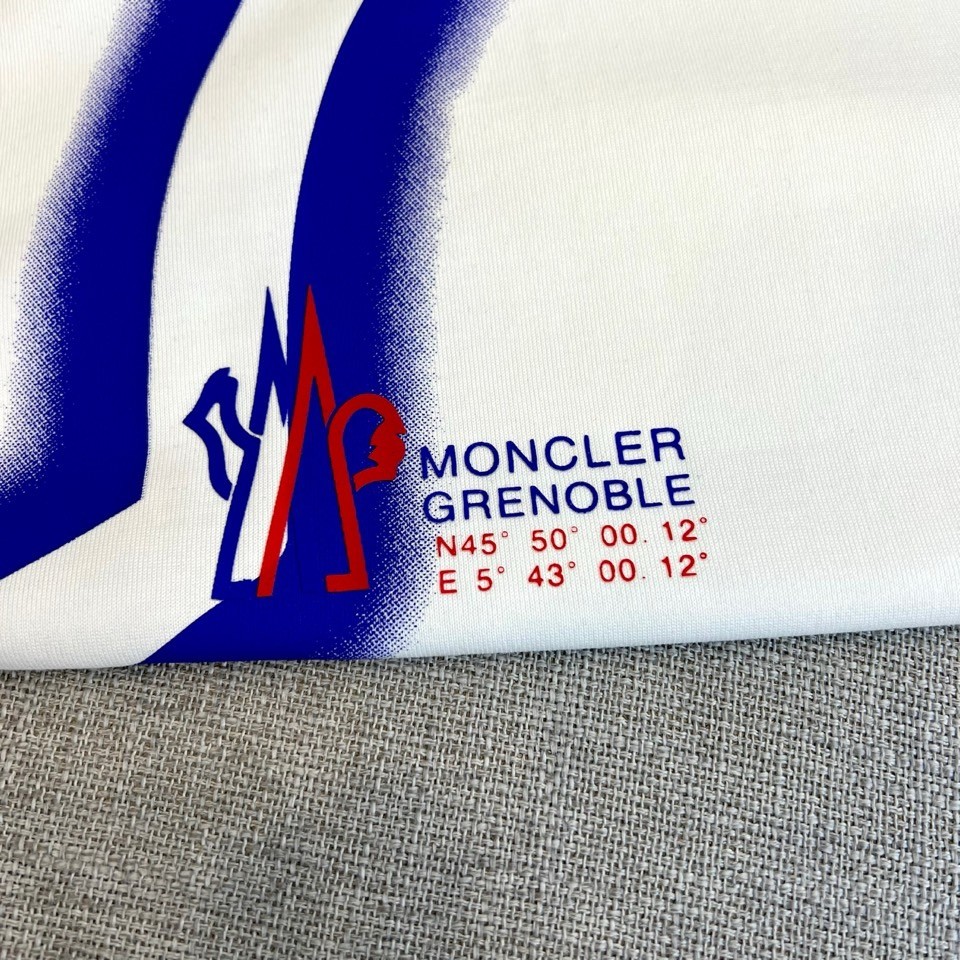 MONCLER
GRENOBLE
N45° 50° 00. 12°
E 5° 43° 00. 12°